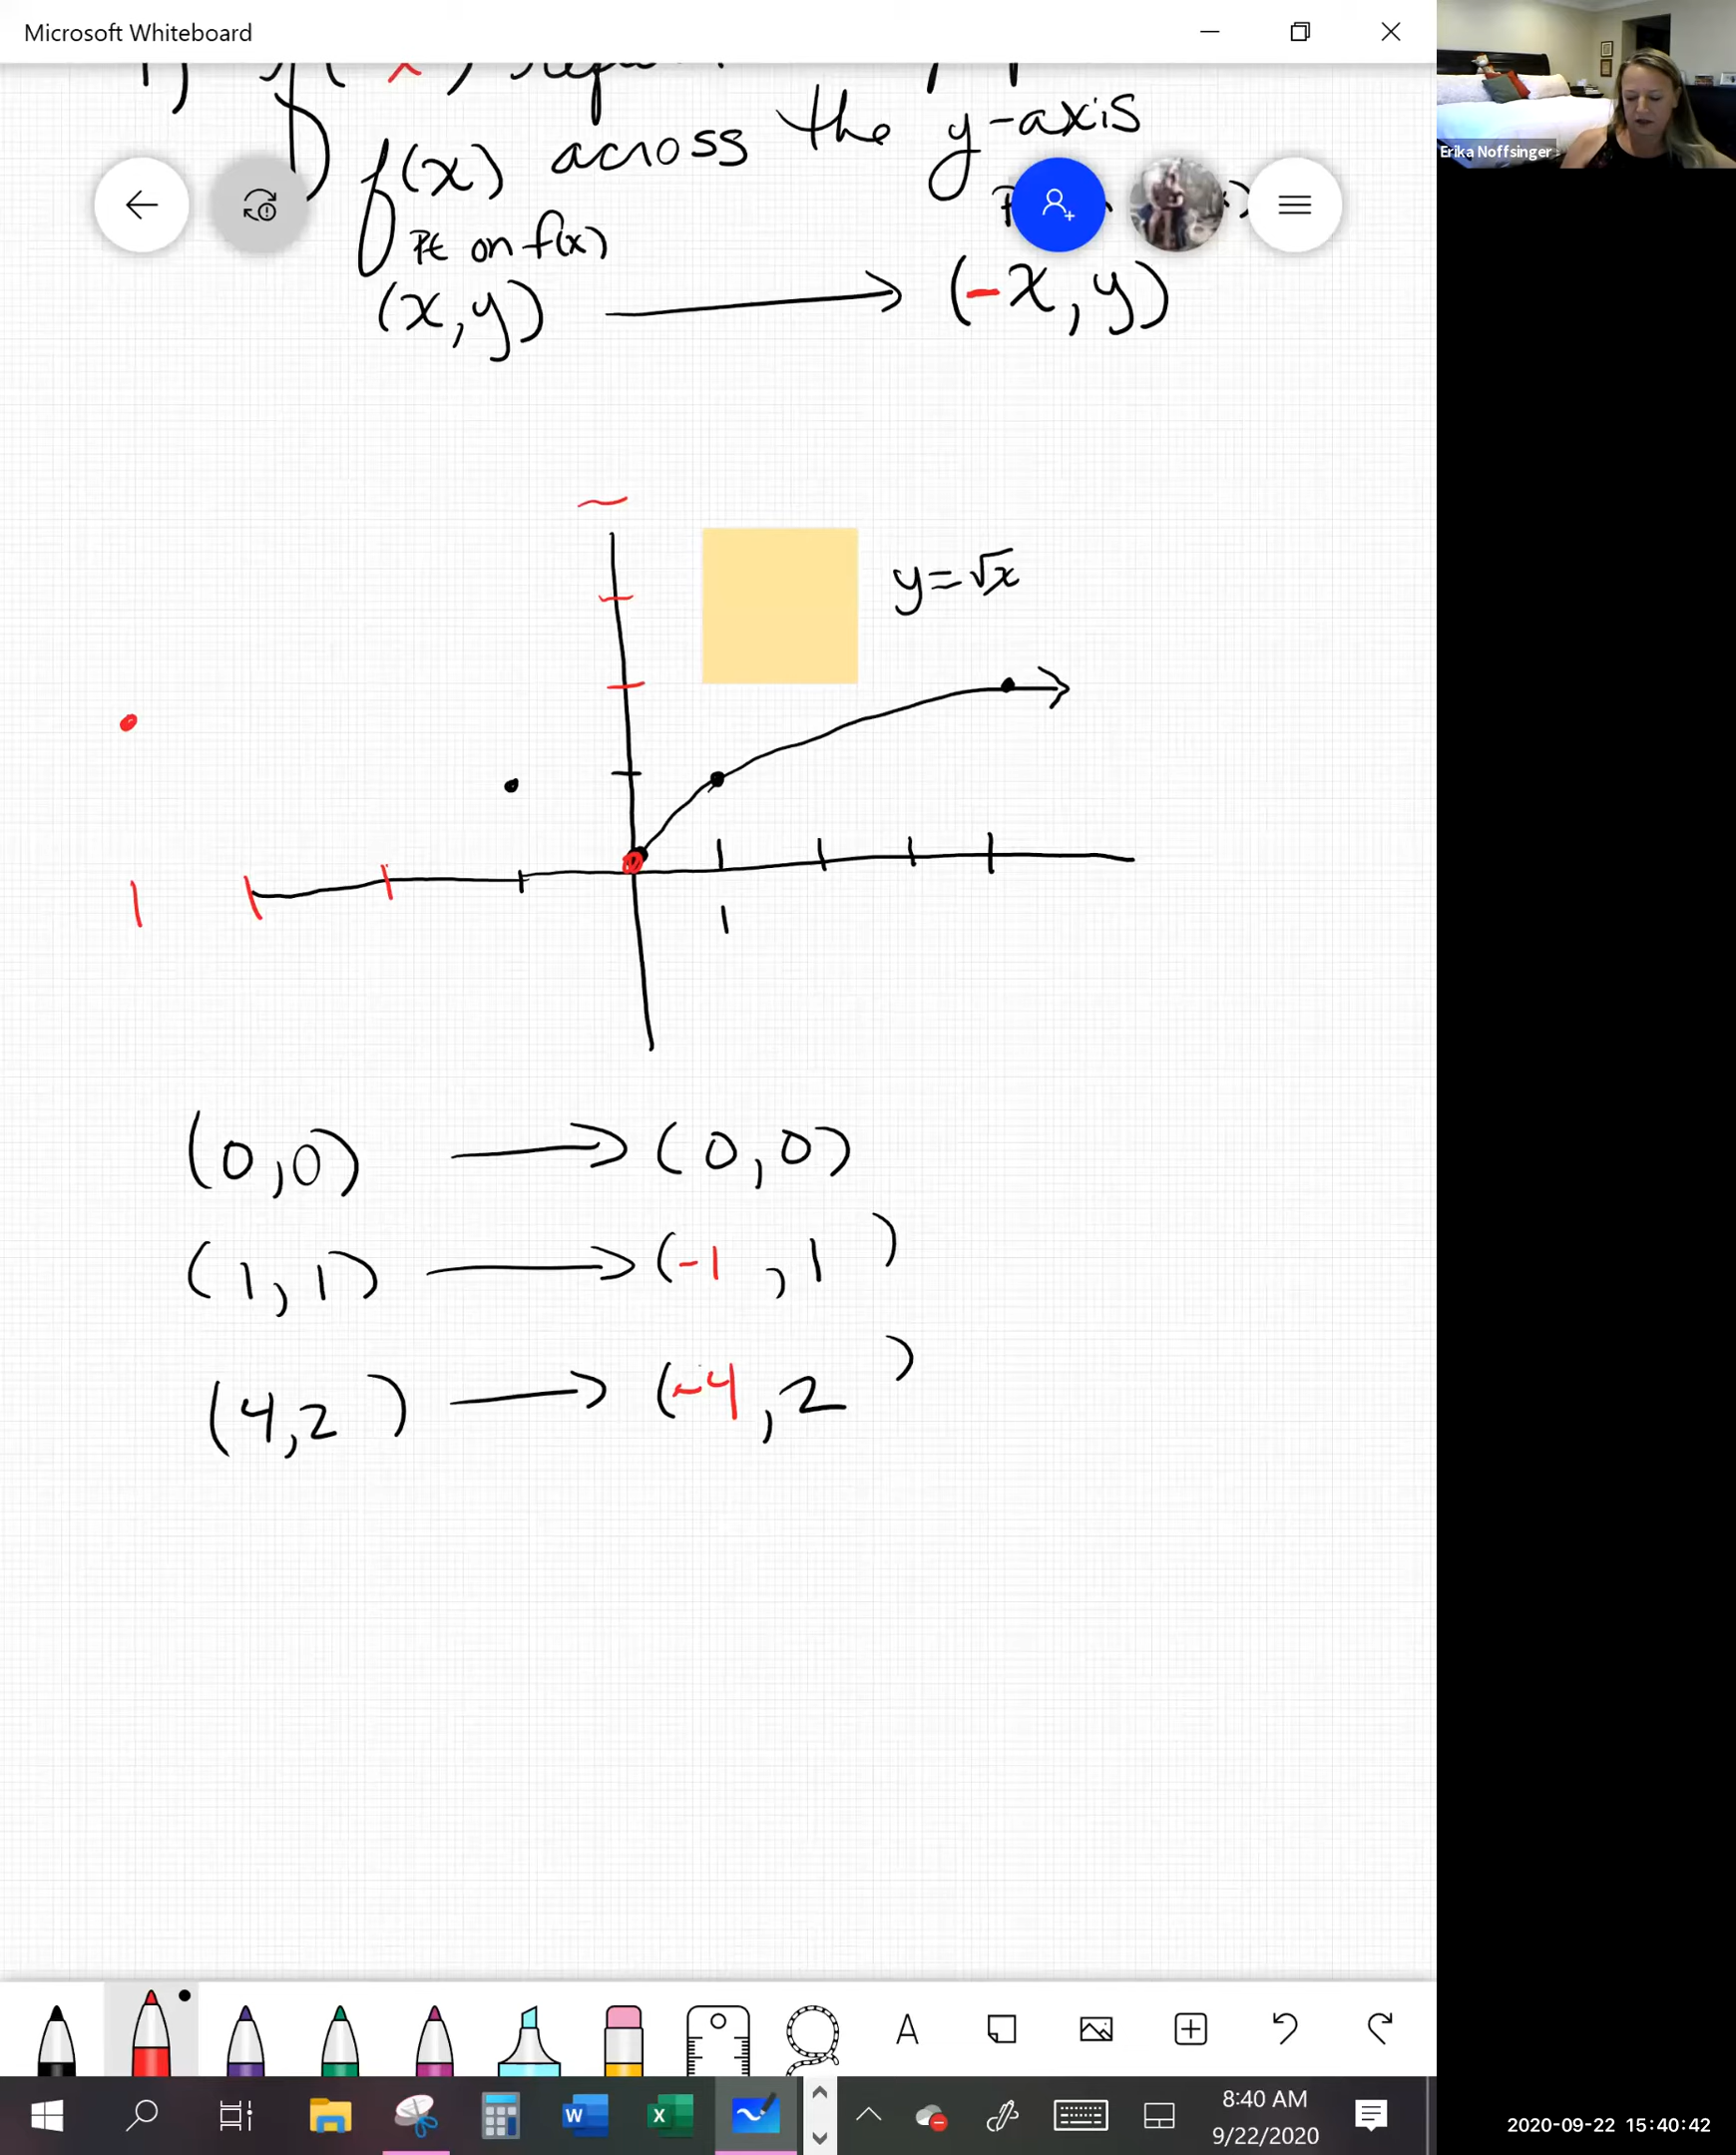 Microsoft Whiteboard
f(x) across the y-axis
Pt on f(x)
(x,y) → (-x,y)
Erika Noffsinger
y=√x
1
(0,0) → (0,0)
(1,1) → (-1,1)
(4,2) → (-4,2)
A
W
X
8:40 AM
9/22/2020
2020-09-22 15:40:42